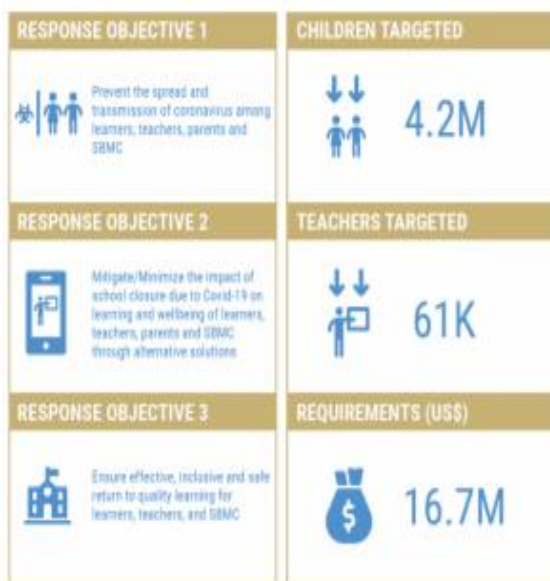 RESPONSE OBJECTIVE 1
Prevent the spread and
transmission of coronavirus among
learners, teachers, parents and
SBMC
CHILDREN TARGETED
4.2M
RESPONSE OBJECTIVE 2
Mitigate/Minimize the impact of
school closure due to Covid-19 on
learning and wellbeing of learners,
teachers, parents and SBMC
through alternative solutions
TEACHERS TARGETED
61K
RESPONSE OBJECTIVE 3
Ensure effective, inclusive and safe
return to quality learning for
learners, teachers, and SBMC
REQUIREMENTS (US$)
$
16.7M